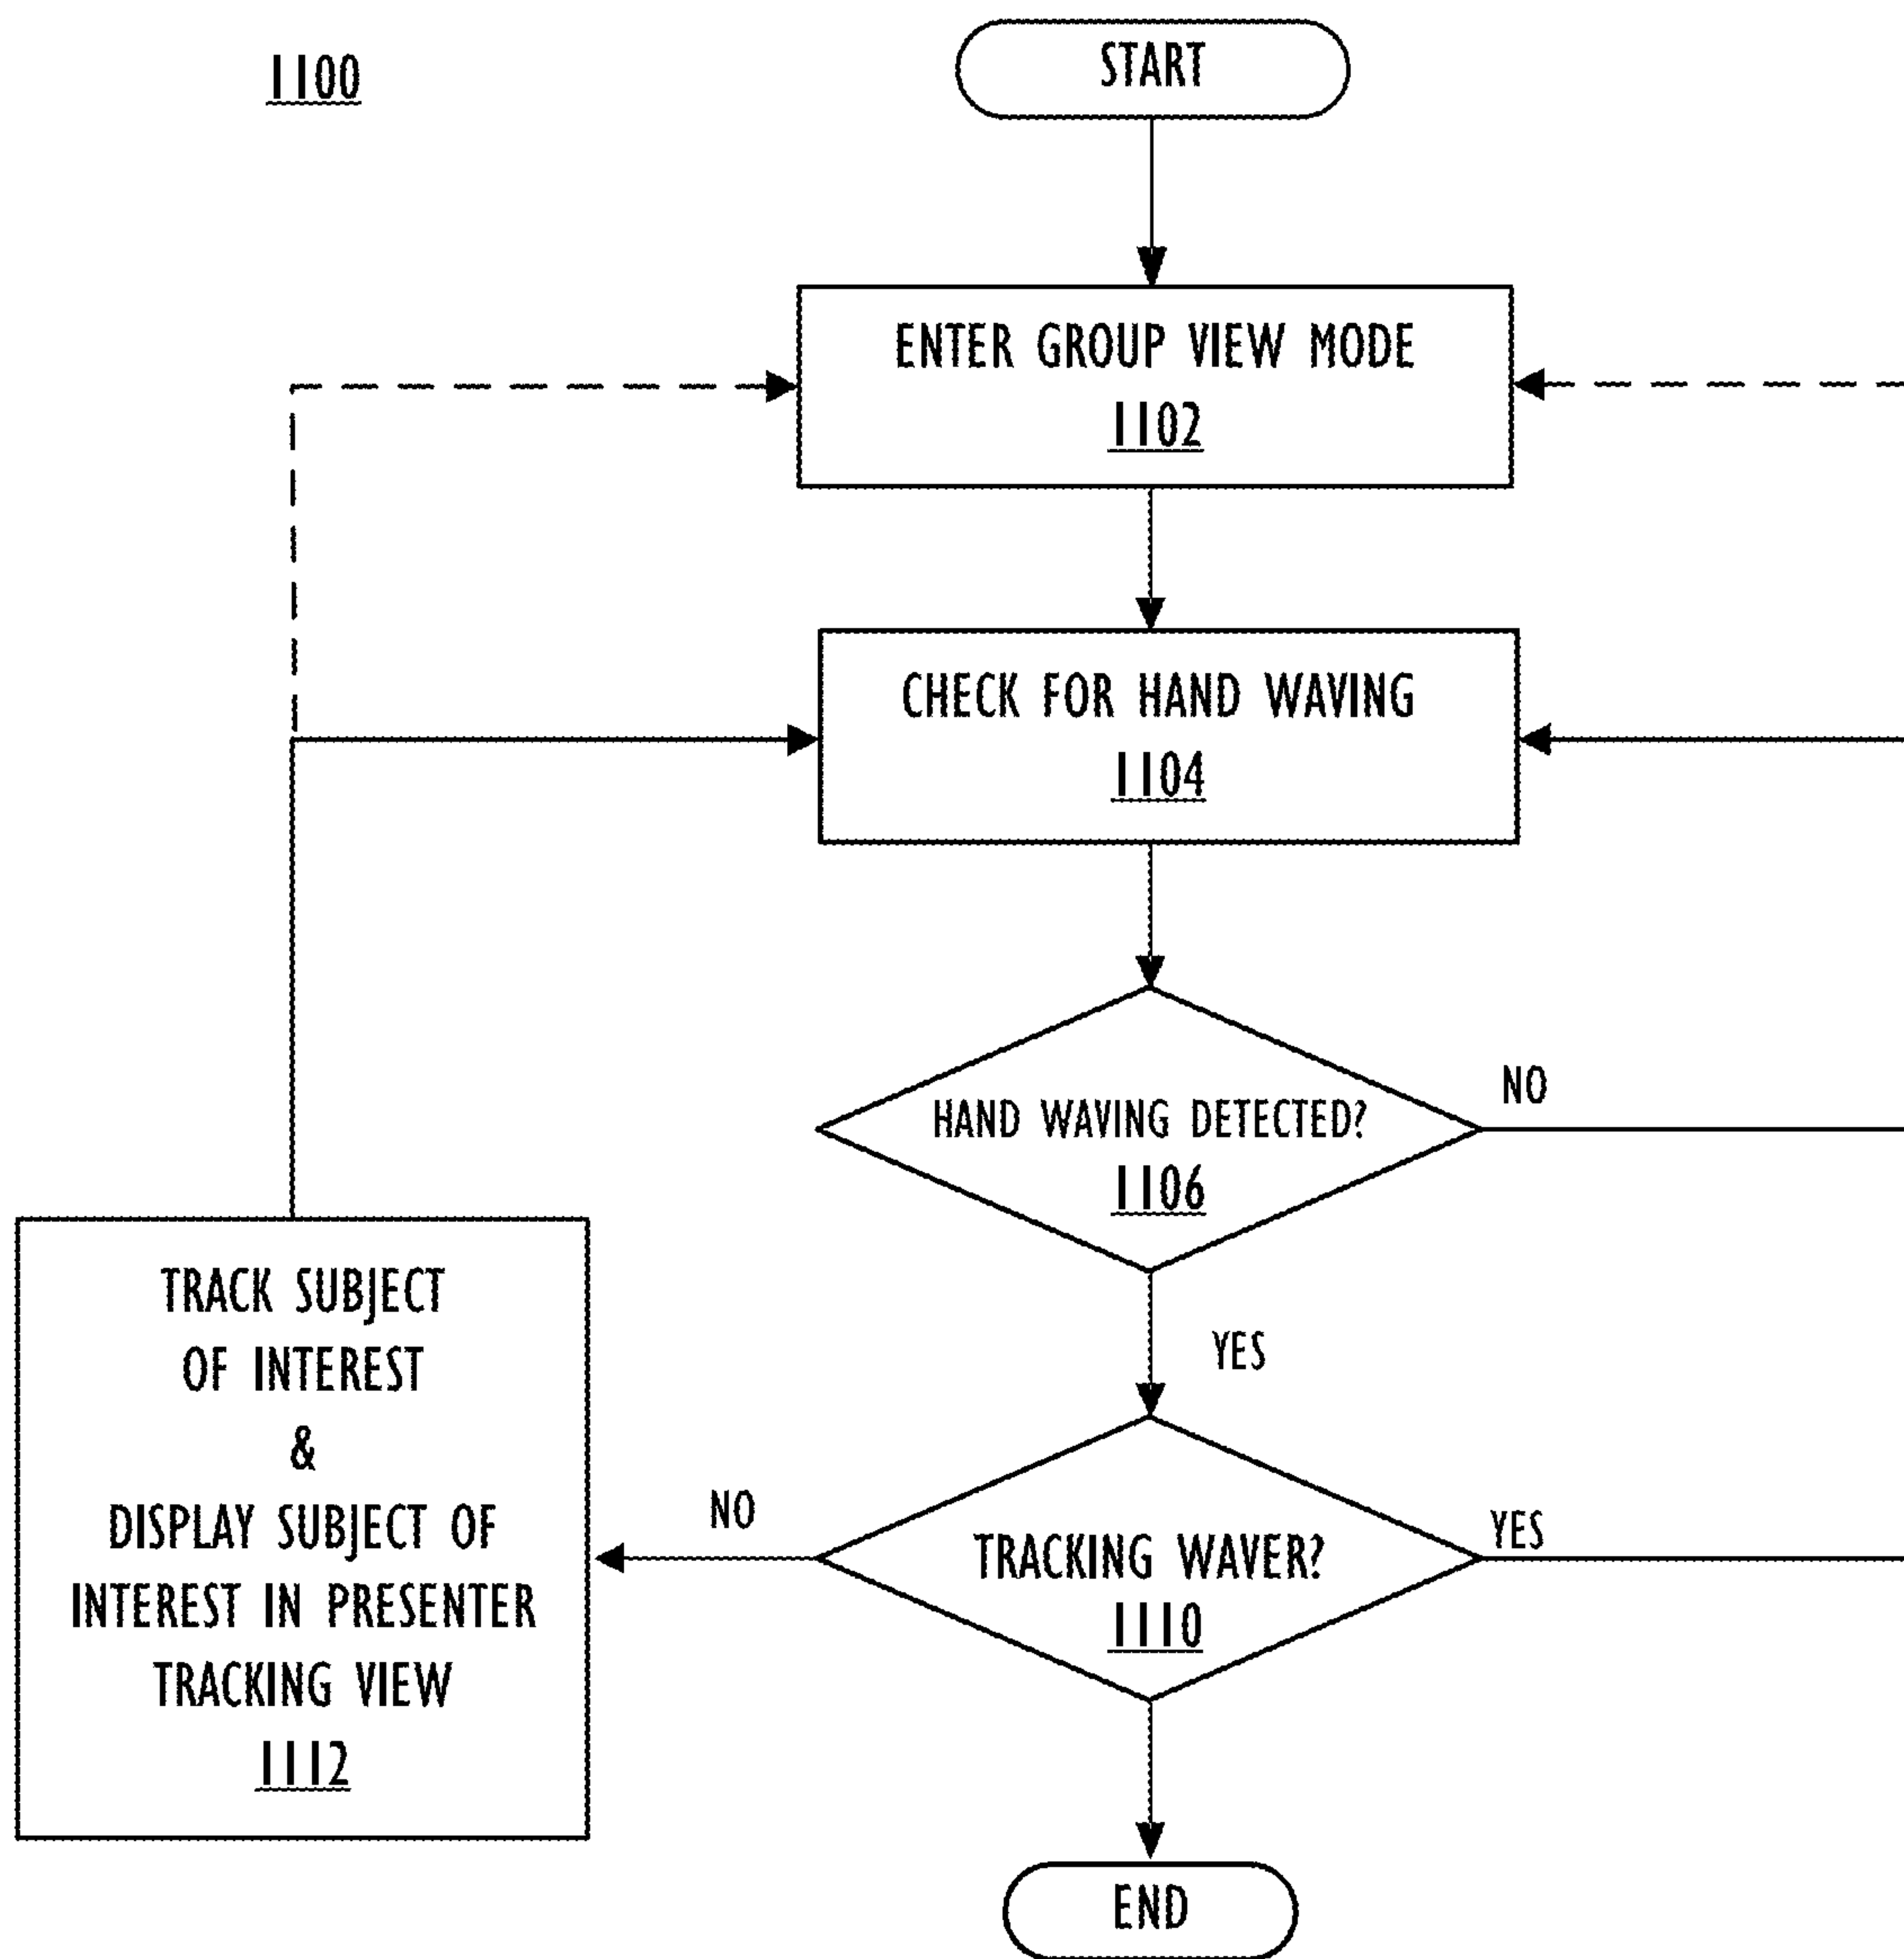 1100
START
ENTER GROUP VIEW MODE
1102
CHECK FOR HAND WAVING
1104
HAND WAVING DETECTED?
1106
NO
YES
TRACK SUBJECT
OF INTEREST
&
DISPLAY SUBJECT OF
INTEREST IN PRESENTER
TRACKING VIEW
1112
NO
TRACKING WAVER?
1110
YES
END